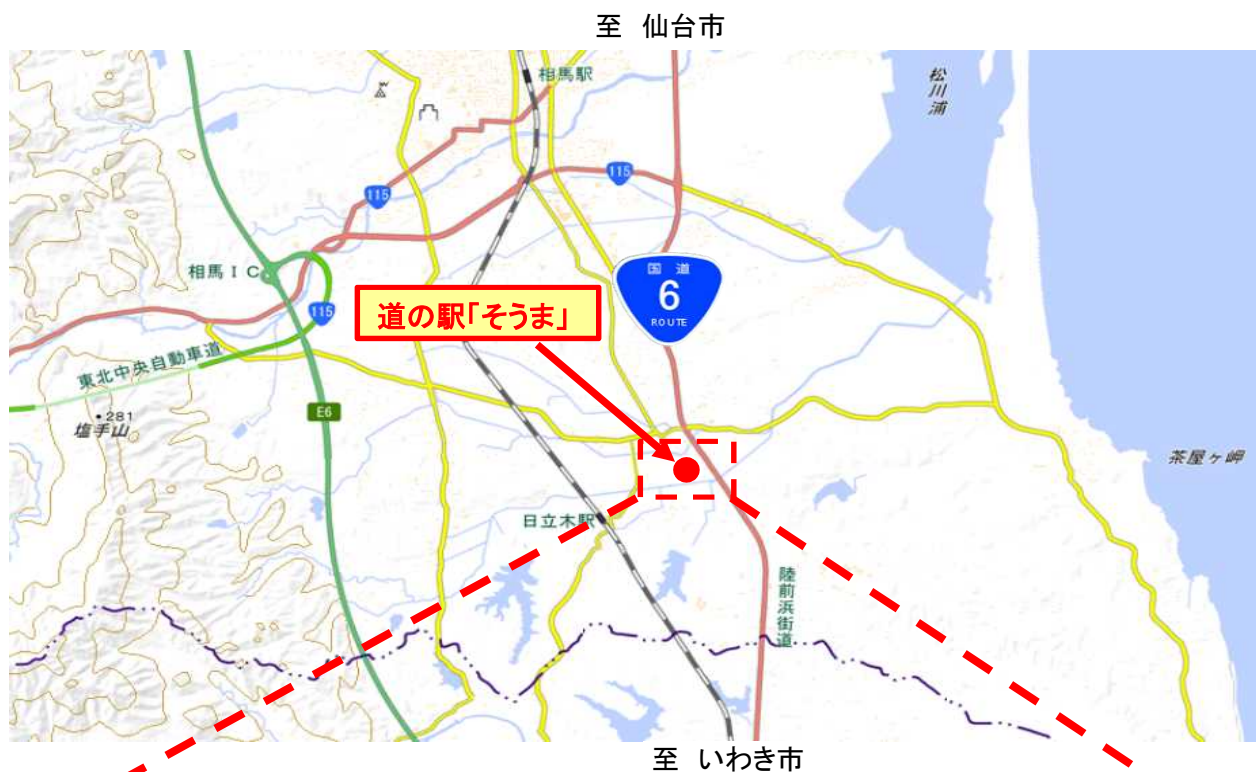 至 仙台市
相馬駅
松川浦
115
115
国道
6
ROUTE
相馬IC
115
道の駅「そうま」
東北中央自動車道
E6
281
塩手山
茶屋ヶ岬
日立木駅
陸前浜街道
至 いわき市